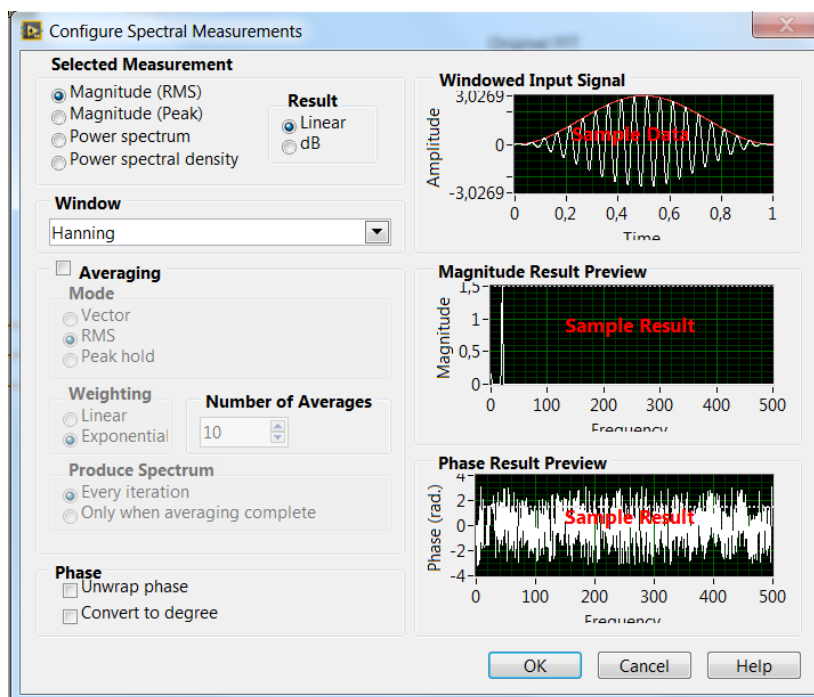 Configure Spectral Measurements
Selected Measurement
Magnitude (RMS)
Magnitude (Peak)
Power spectrum
Power spectral density
Result
Linear
dB
Window
Hanning
Averaging
Mode
Vector
RMS
Peak hold
Weighting
Linear
Exponential
Number of Averages
10
Produce Spectrum
Every iteration
Only when averaging complete
Phase
Unwrap phase
Convert to degree
Windowed Input Signal
Amplitude
3,0269
0
-3,0269
Sample Data
0 0,2 0,4 0,6 0,8 1
Time
Magnitude Result Preview
Magnitude
1,5
1
0,5
0
Sample Result
0 100 200 300 400 500
Frequency
Phase Result Preview
Phase (rad.)
4
2
0
-2
-4
Sample Result
0 100 200 300 400 500
Frequency
OK Cancel Help